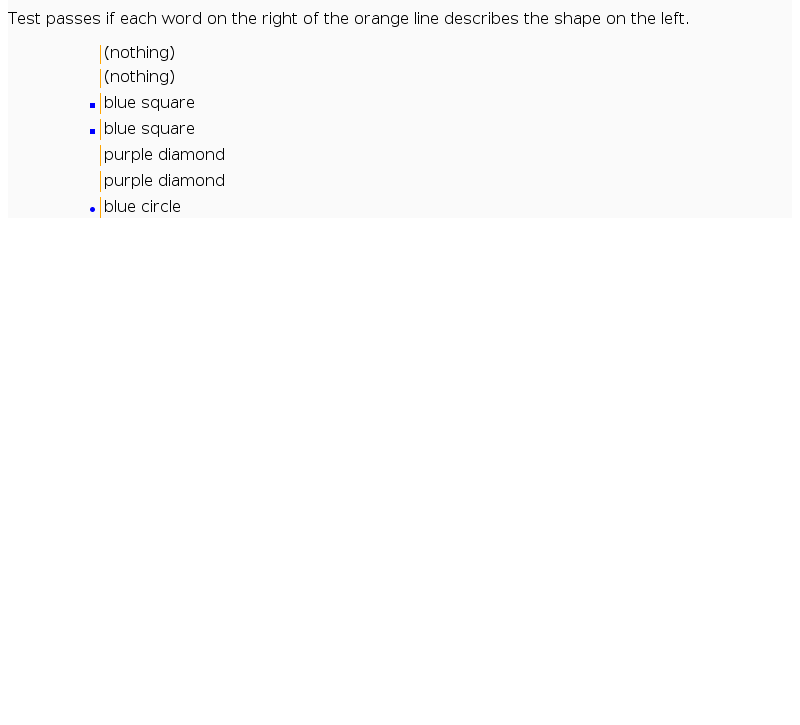 Test passes if each word on the right of the orange line describes the shape on the left.
(nothing)
(nothing)
blue square
blue square
purple diamond
purple diamond
blue circle